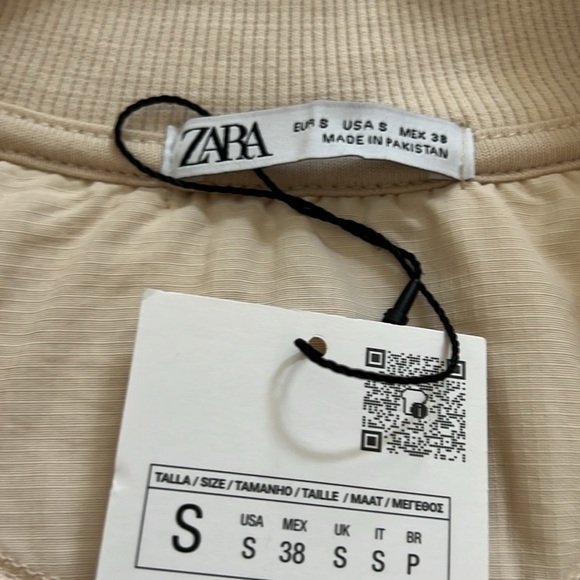 ZARA
EUR S USA S MEX 38
MADE IN PAKISTAN
TALLA / SIZE / TAMANHO / TAILLE / MAAT / ΜΕΓΕΘΟΣ
S
USA MEX UK IT BR
S 38 S S P